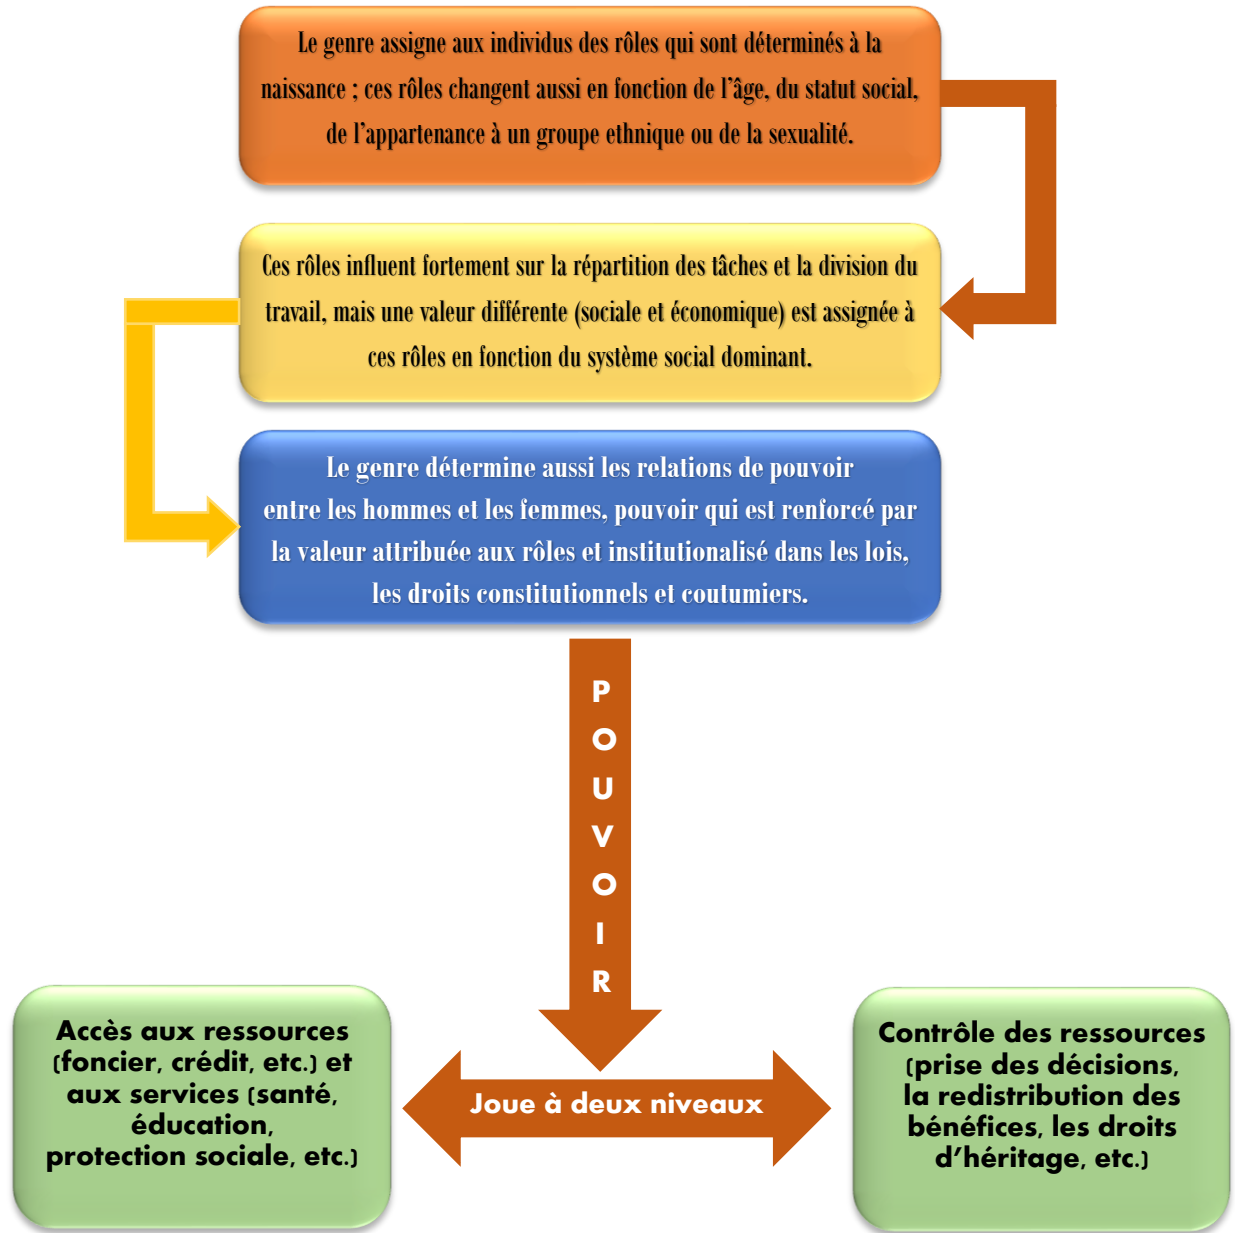 Le genre assigne aux individus des rôles qui sont déterminés à la
naissance ; ces rôles changent aussi en fonction de l'âge, du statut social,
de l'appartenance à un groupe ethnique ou de la sexualité.
Ces rôles influent fortement sur la répartition des tâches et la division du
travail, mais une valeur différente (sociale et économique) est assignée à
ces rôles en fonction du système social dominant.
Le genre détermine aussi les relations de pouvoir
entre les hommes et les femmes, pouvoir qui est renforcé par
la valeur attribuée aux rôles et institutionalisé dans les lois,
les droits constitutionnels et coutumiers.
P
O
U
V
O
I
R
Joue à deux niveaux
Accès aux ressources
(foncier, crédit, etc.) et
aux services (santé,
éducation,
protection sociale, etc.)
Contrôle des ressources
(prise des décisions,
la redistribution des
bénéfices, les droits
d’héritage, etc.)